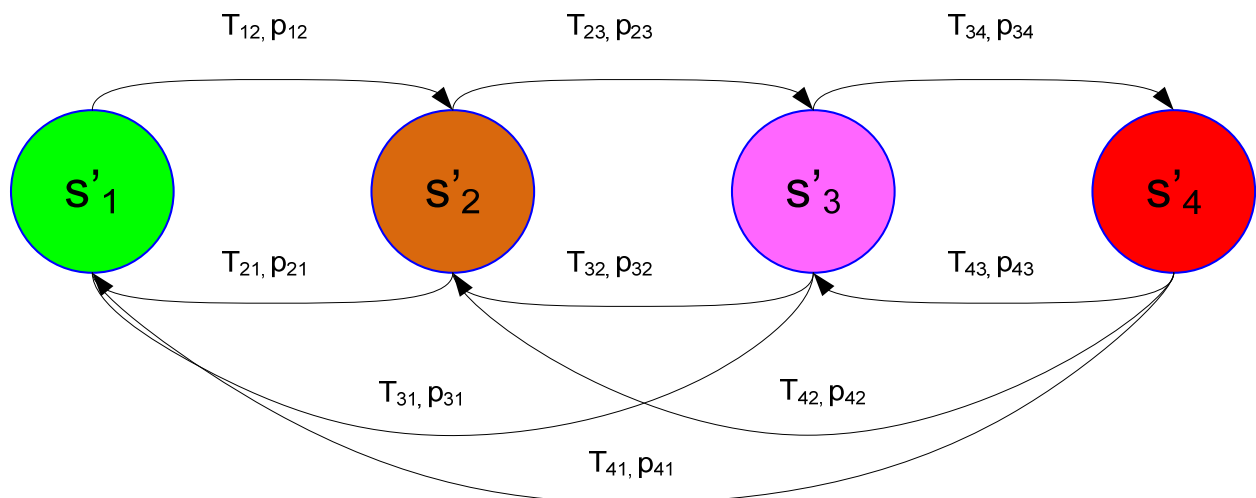 T12, p12 T23, p23 T34, p34
s’1 s’2 s’3 s’4
T21, p21 T32, p32 T43, p43
T31, p31 T42, p42
T41, p41